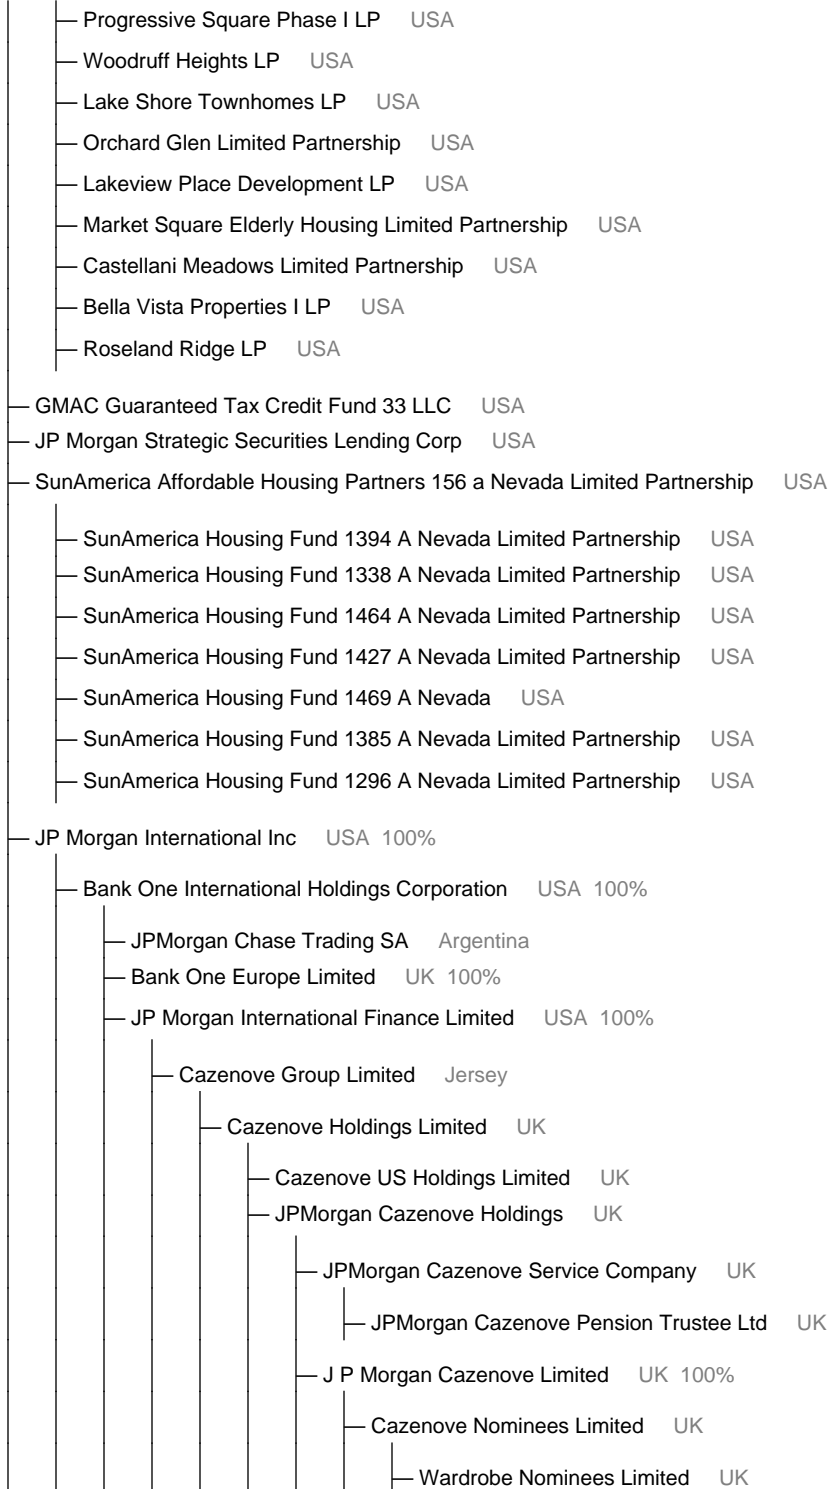 Progressive Square Phase I LP USA
Woodruff Heights LP USA
Lake Shore Townhomes LP USA
Orchard Glen Limited Partnership USA
Lakeview Place Development LP USA
Market Square Elderly Housing Limited Partnership USA
Castellani Meadows Limited Partnership USA
Bella Vista Properties I LP USA
Roseland Ridge LP USA
GMAC Guaranteed Tax Credit Fund 33 LLC USA
JP Morgan Strategic Securities Lending Corp USA
SunAmerica Affordable Housing Partners 156 a Nevada Limited Partnership USA
SunAmerica Housing Fund 1394 A Nevada Limited Partnership USA
SunAmerica Housing Fund 1338 A Nevada Limited Partnership USA
SunAmerica Housing Fund 1464 A Nevada Limited Partnership USA
SunAmerica Housing Fund 1427 A Nevada Limited Partnership USA
SunAmerica Housing Fund 1469 A Nevada USA
SunAmerica Housing Fund 1385 A Nevada Limited Partnership USA
SunAmerica Housing Fund 1296 A Nevada Limited Partnership USA
JP Morgan International Inc USA 100%
Bank One International Holdings Corporation USA 100%
JPMorgan Chase Trading SA Argentina
Bank One Europe Limited UK 100%
JP Morgan International Finance Limited USA 100%
Cazenove Group Limited Jersey
Cazenove Holdings Limited UK
Cazenove US Holdings Limited UK
JPMorgan Cazenove Holdings UK
JPMorgan Cazenove Service Company UK
JPMorgan Cazenove Pension Trustee Ltd UK
J P Morgan Cazenove Limited UK 100%
Cazenove Nominees Limited UK
Wardrobe Nominees Limited UK